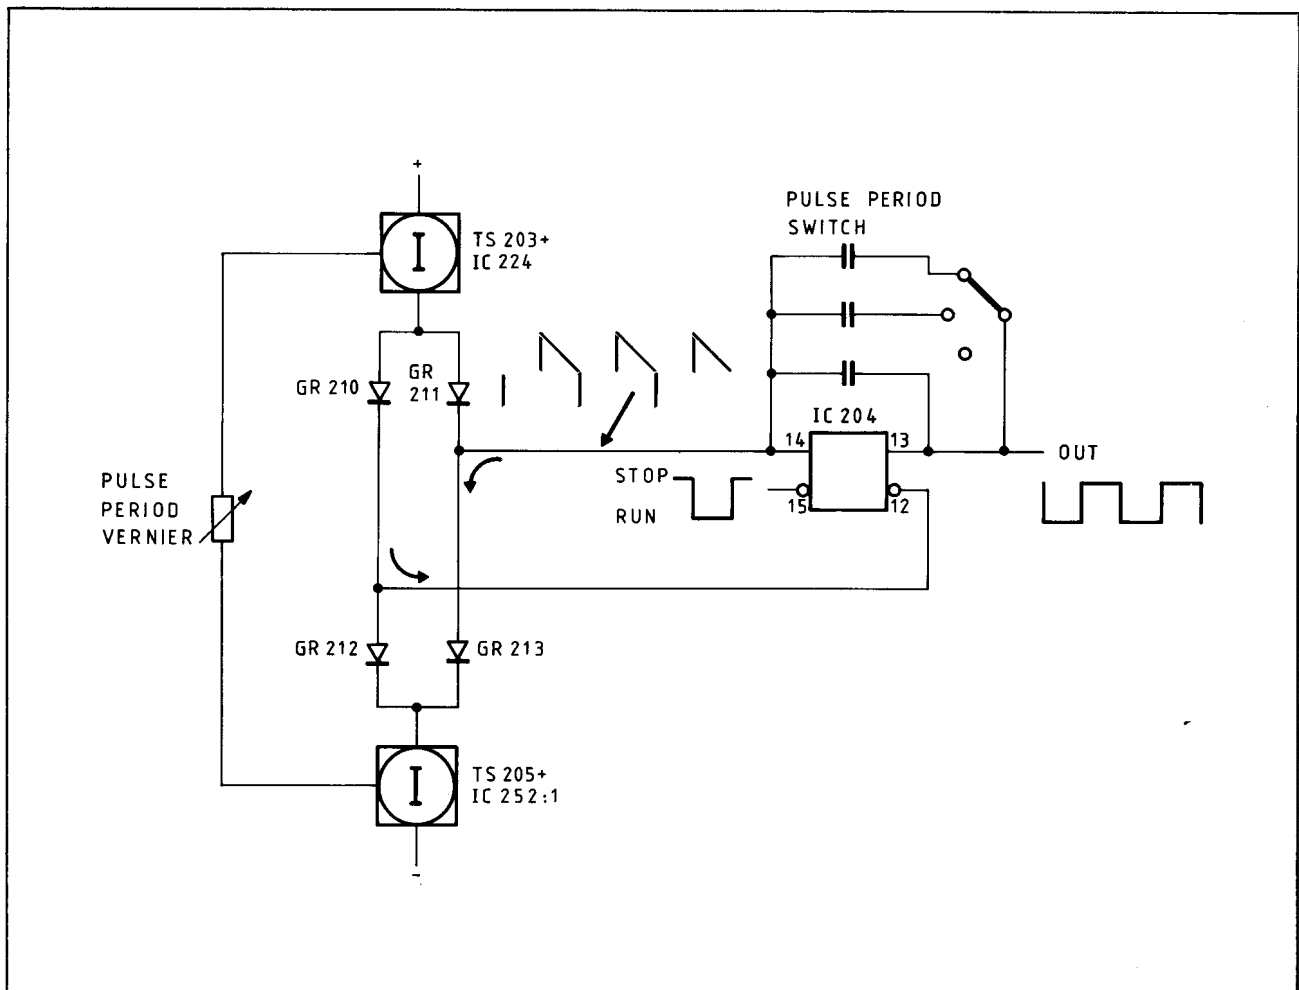 +
PULSE PERIOD
SWITCH
I
TS 203+
IC 224
GR 210
GR
211
IC 204
14
13
OUT
STOP
RUN
15
12
PULSE
PERIOD
VERNIER
GR 212
GR 213
I
TS 205+
IC 252:1
-